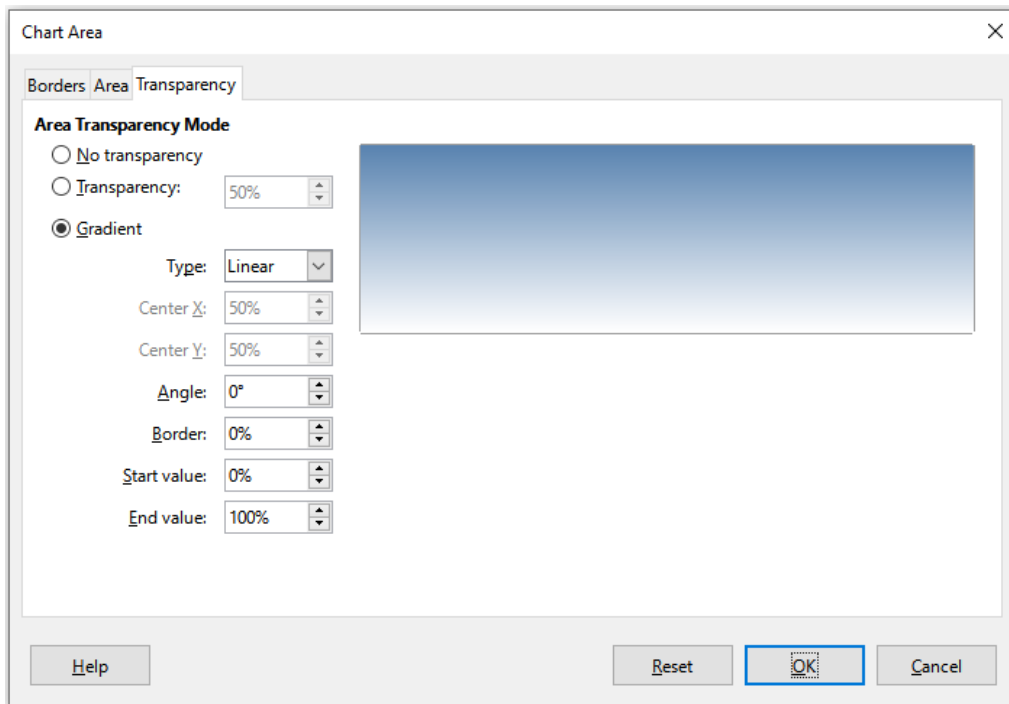 Chart Area
Borders Area Transparency
Area Transparency Mode
No transparency
Transparency: 50%
Gradient
Type: Linear
Center X: 50%
Center Y: 50%
Angle: 0°
Border: 0%
Start value: 0%
End value: 100%
Help Reset OK Cancel